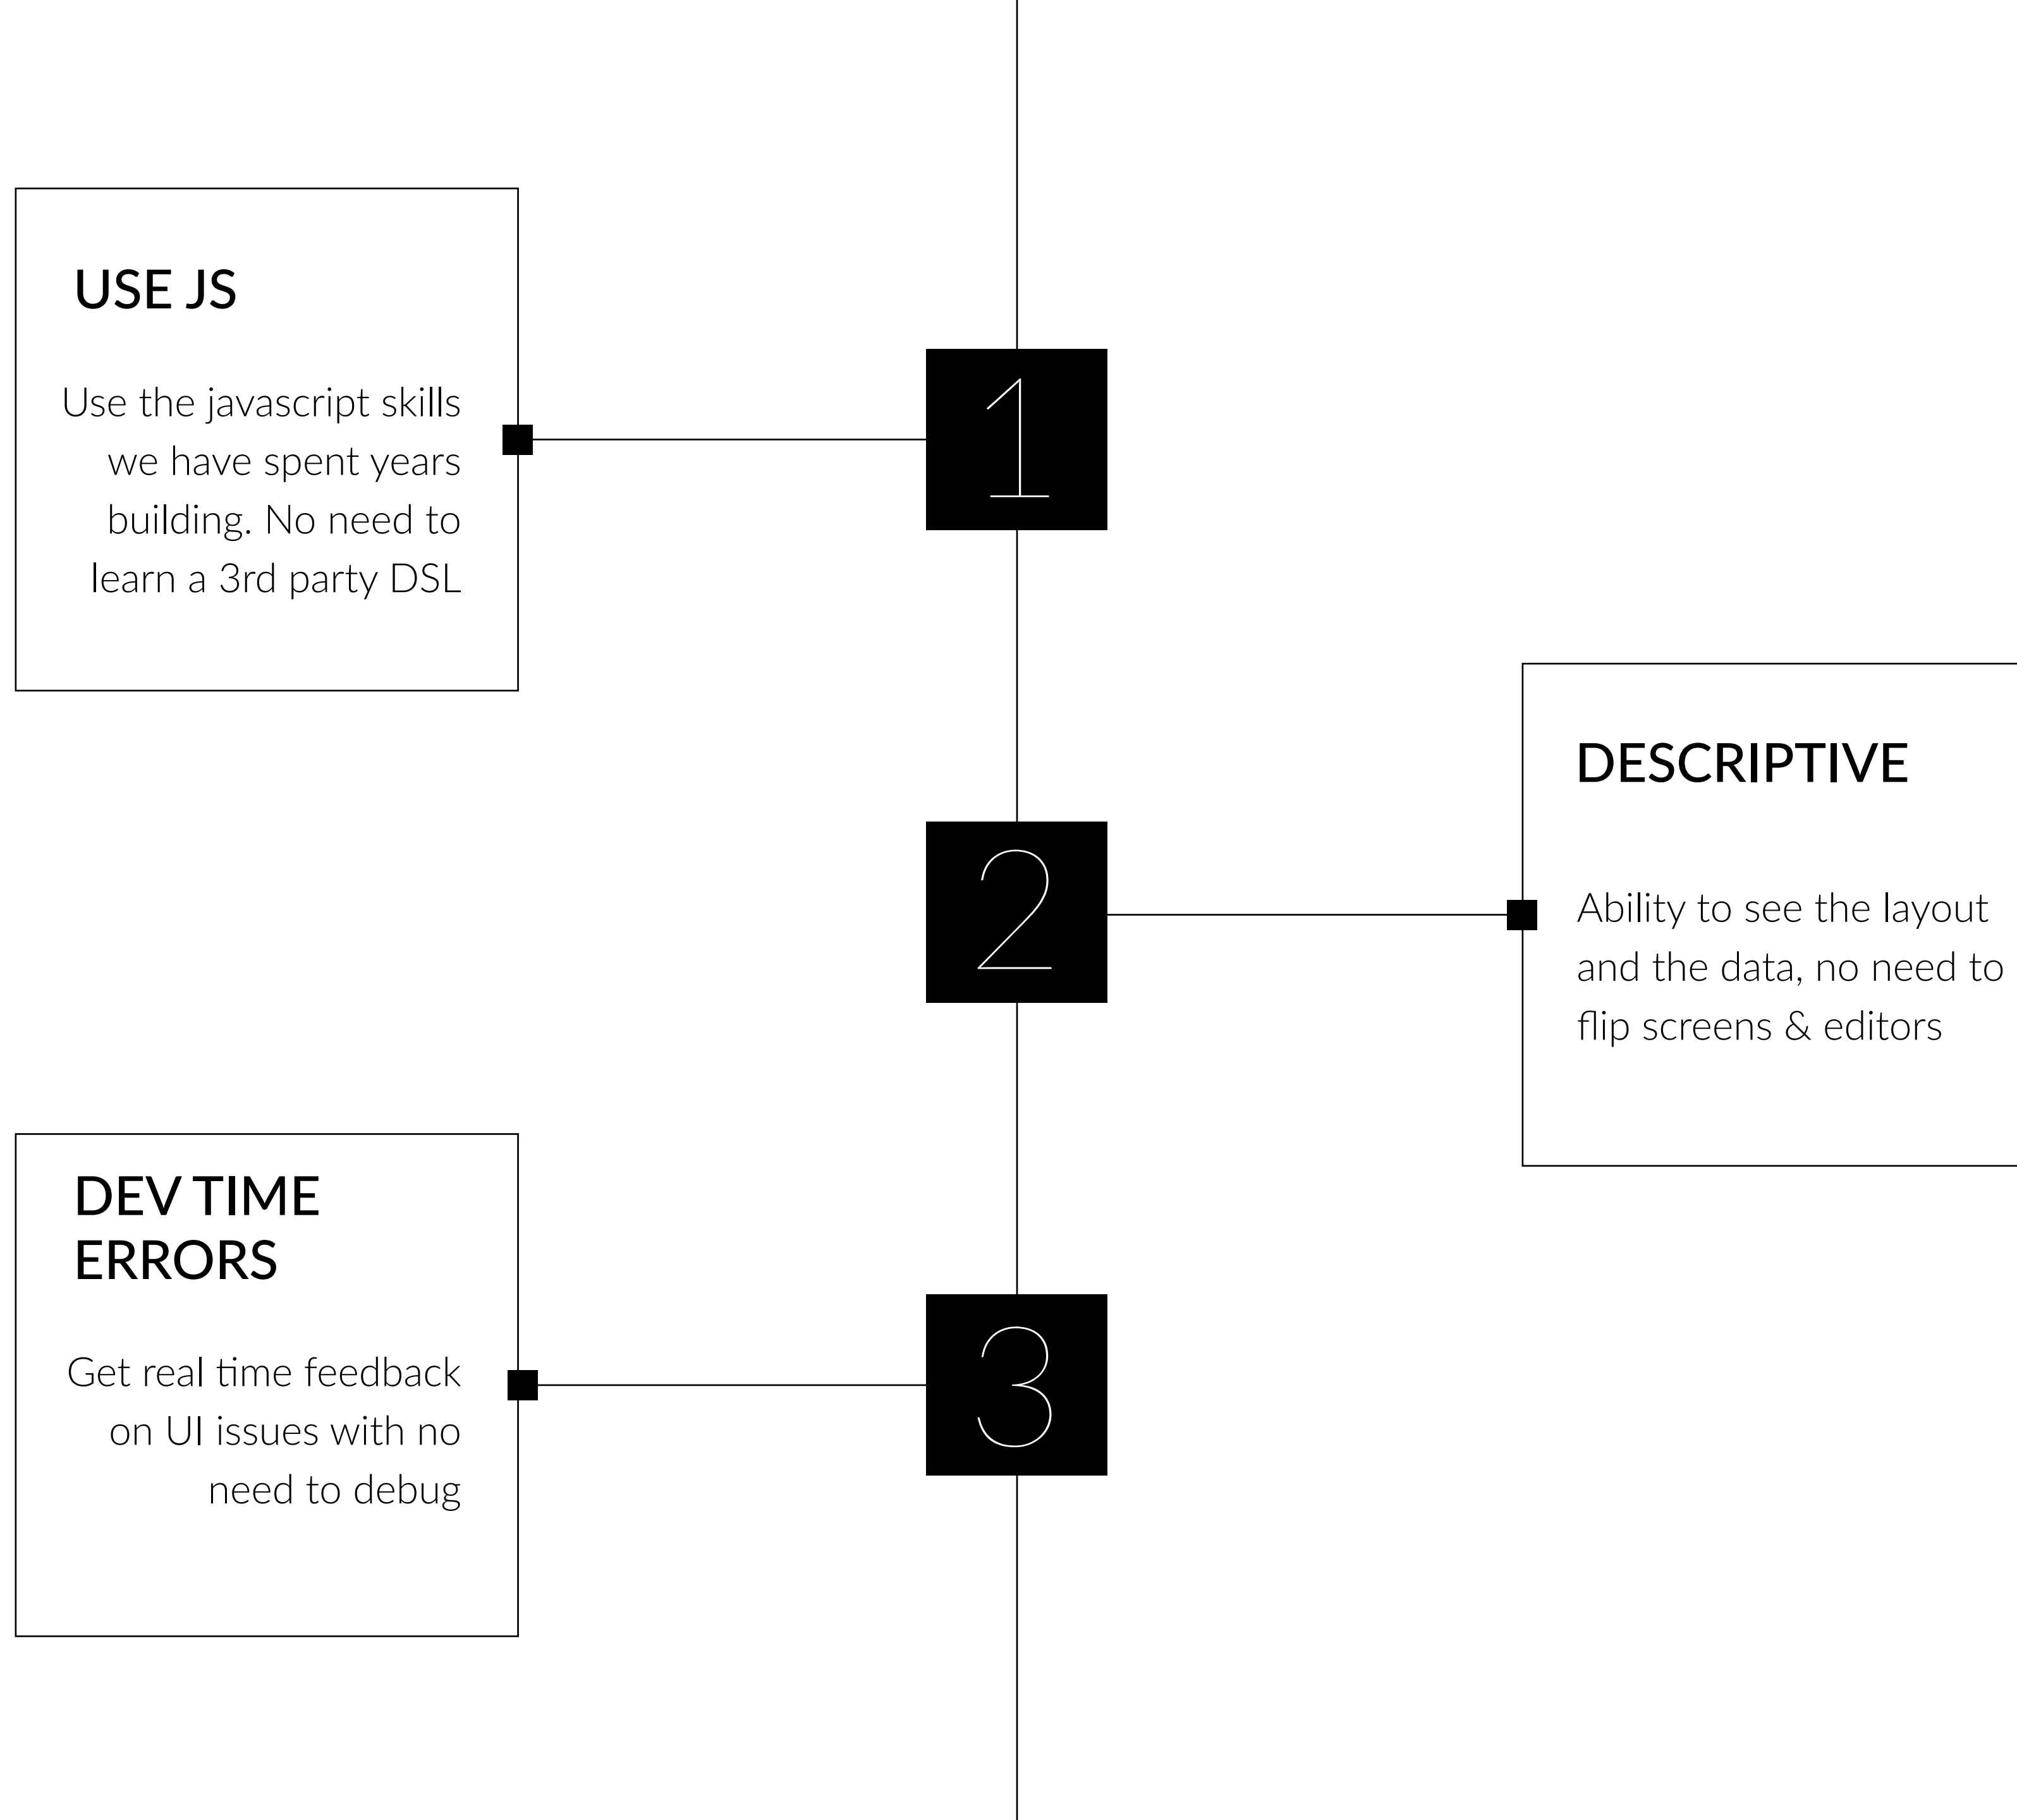 USE JS
Use the javascript skills
we have spent years
building. No need to
learn a 3rd party DSL
1
DESCRIPTIVE
Ability to see the layout
and the data, no need to
flip screens & editors
2
DEV TIME
ERRORS
Get real time feedback
on UI issues with no
need to debug
3